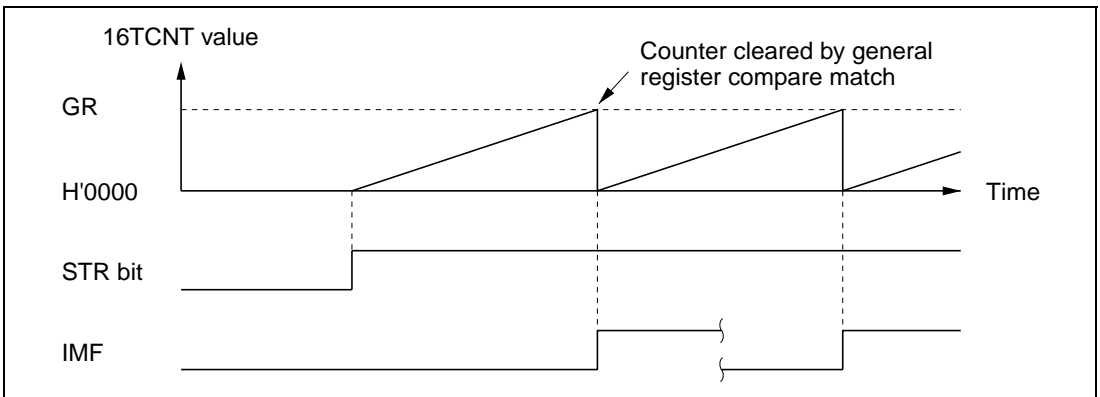 16TCNT value
Counter cleared by general
register compare match
GR
H'0000
Time
STR bit
IMF